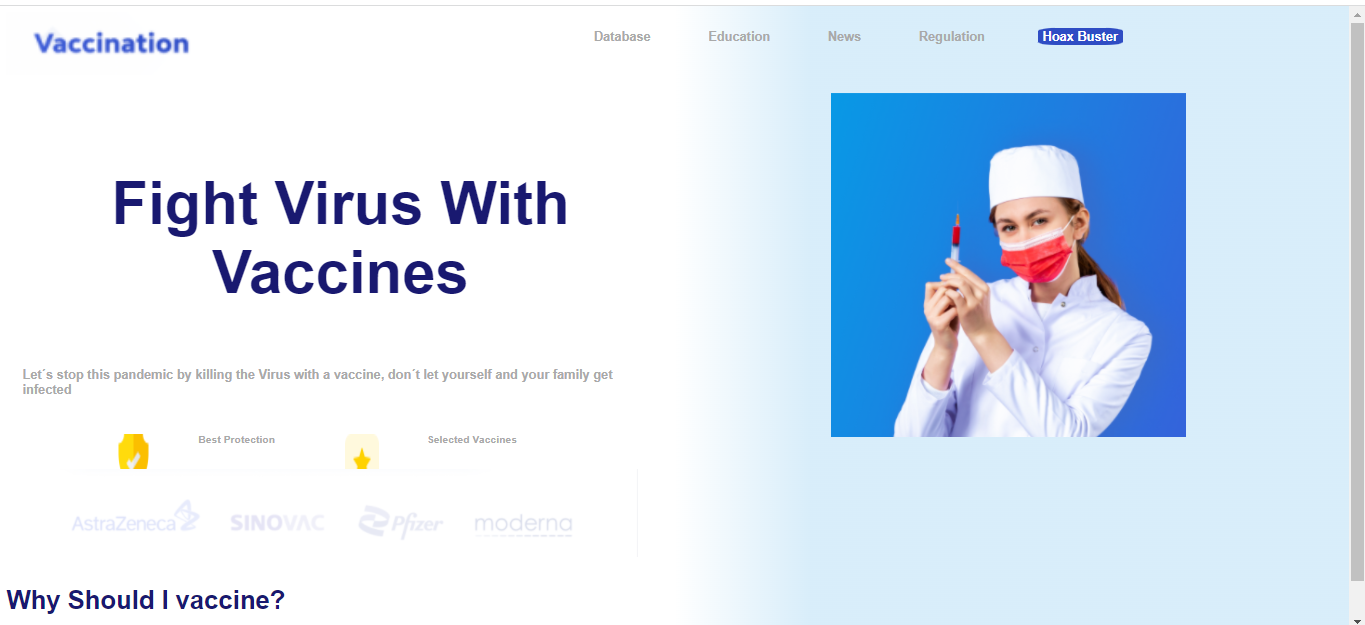 Vaccination
Database
Education
News
Regulation
Hoax Buster
Fight Virus With
Vaccines
Let´s stop this pandemic by killing the Virus with a vaccine, don´t let yourself and your family get
infected
Best Protection
Selected Vaccines
AstraZeneca
SINOVAC
Pfizer
moderna
Why Should I vaccine?